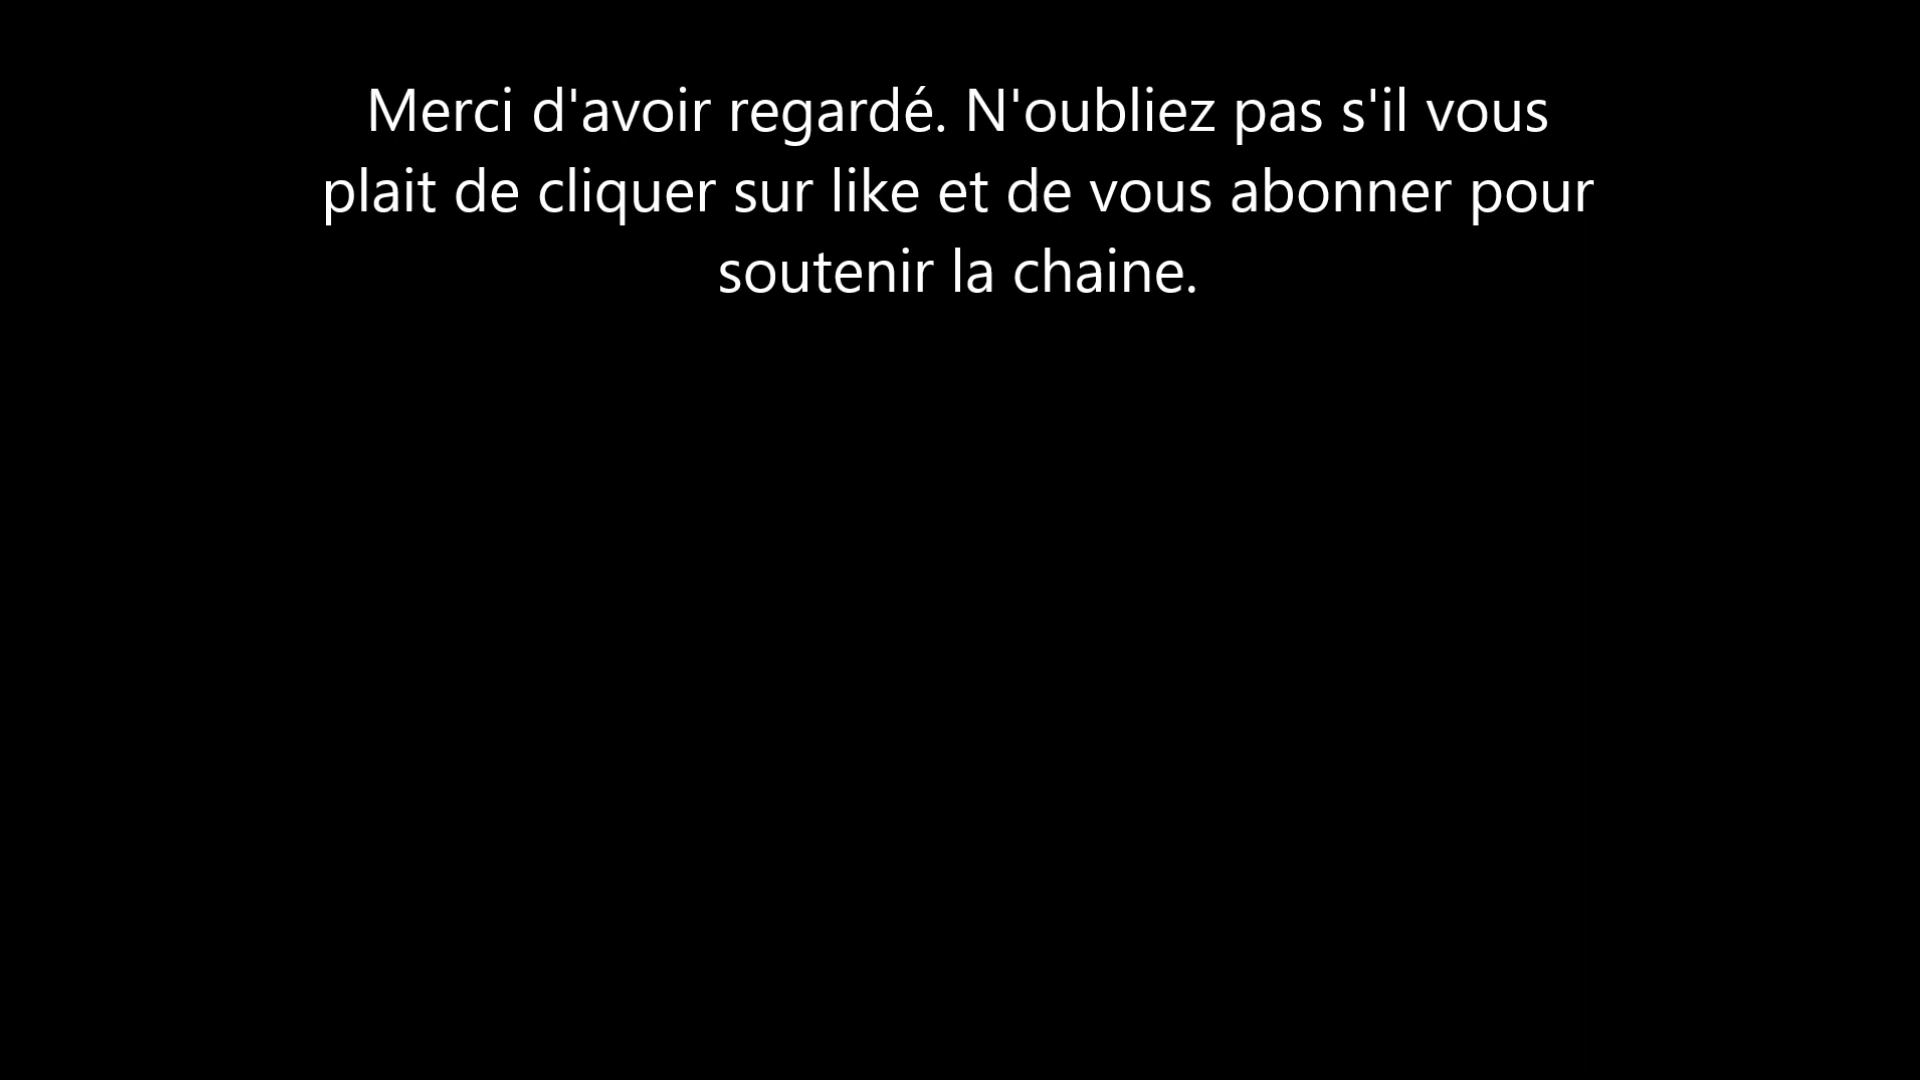 Merci d'avoir regardé. N'oubliez pas s'il vous
plait de cliquer sur like et de vous abonner pour
soutenir la chaine.